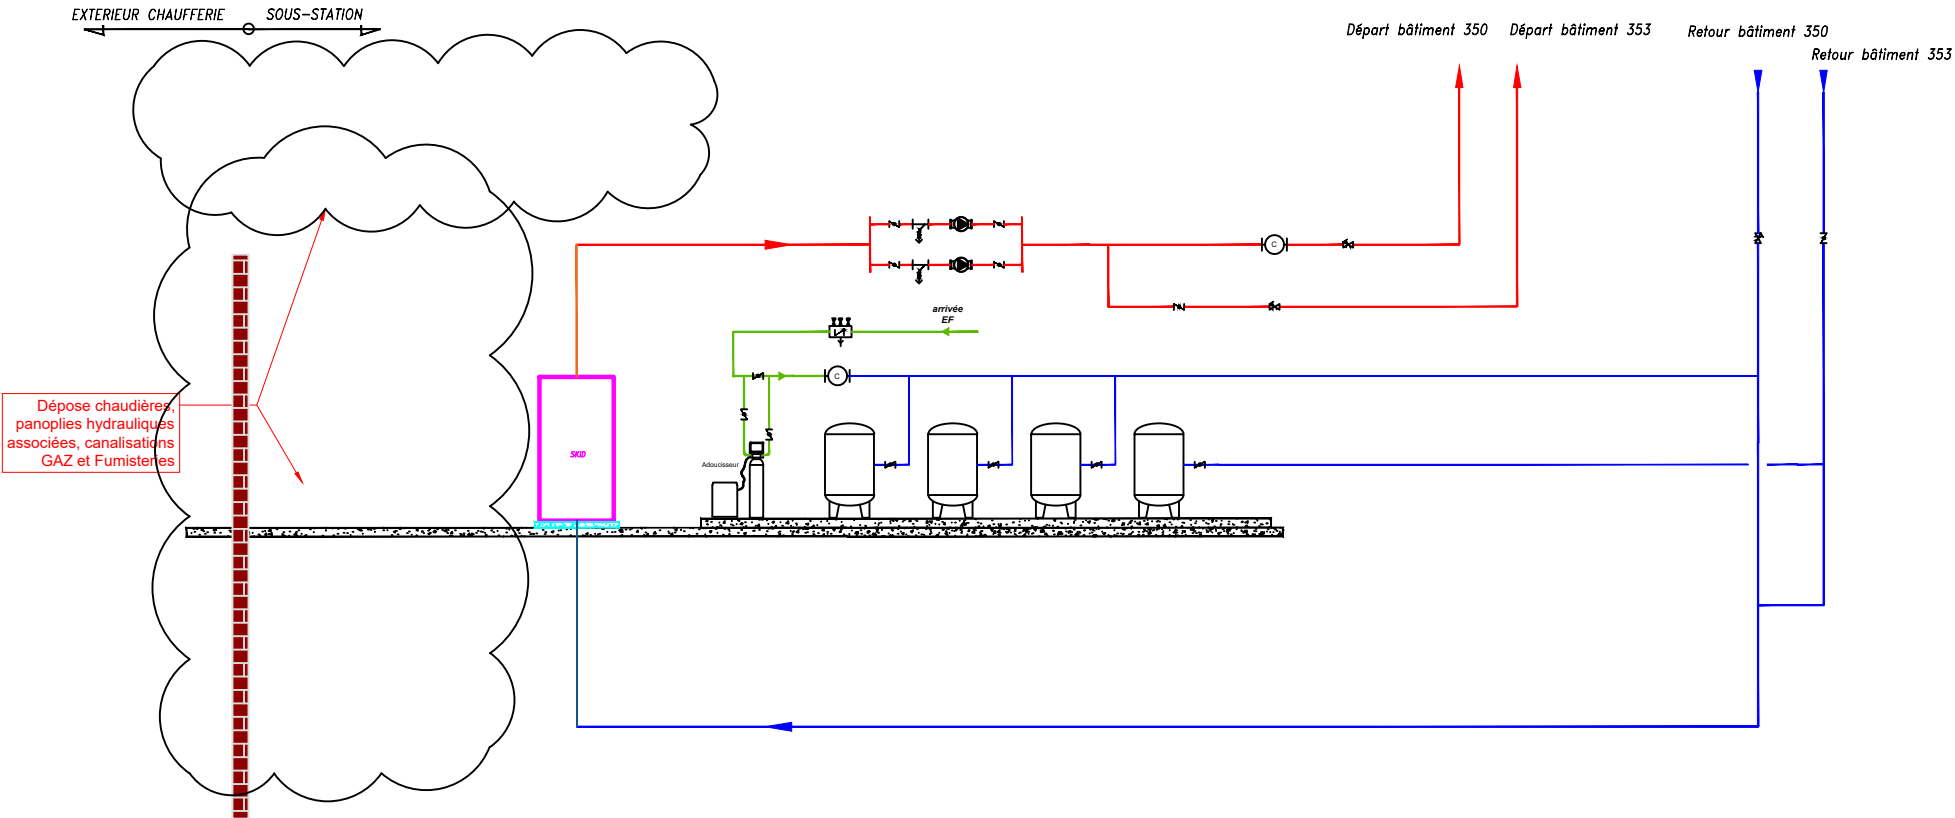 EXTERIEUR CHAUFFERIE
SOUS-STATION
Départ bâtiment 350
Départ bâtiment 353
Retour bâtiment 350
Retour bâtiment 353
C
arrivée
EF
C
Dépose chaudières,
panoplies hydrauliques
associées, canalisations
GAZ et Fumisteries
SKID
Adoucisseur